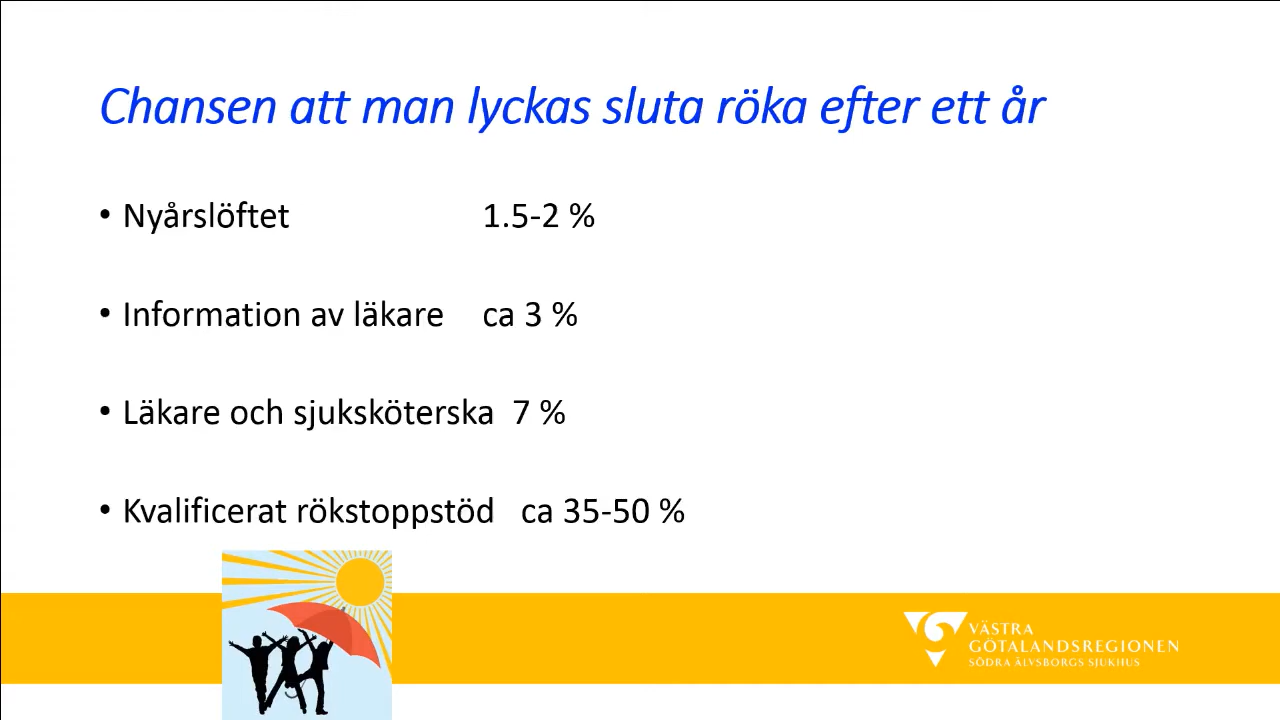 Chansen att man lyckas sluta röka efter ett år
• Nyårslöftet 1.5-2 %
• Information av läkare ca 3 %
• Läkare och sjuksköterska 7 %
• Kvalificerat rökstoppstöd ca 35-50 %
VÄSTRA
GÖTALANDSREGIONEN
SÖDRA ÄLVSBORGS SJUKHUS